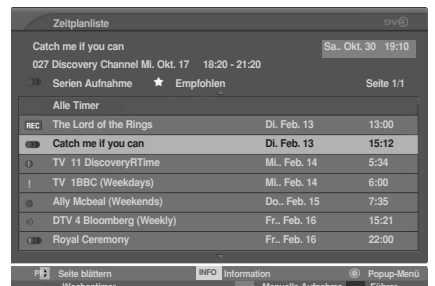 Zeitplanliste DVB
Catch me if you can Sa.. Okt. 30 19:10
027 Discovery Channel Mi. Okt. 17 18:20 - 21:20
Serien Aufnahme Empfohlen Seite 1/1
Alle Timer
REC The Lord of the Rings Di. Feb. 13 13:00
Catch me if you can Di. Feb. 13 15:12
TV 11 DiscoveryRTime Mi.. Feb. 14 5:34
! TV 1BBC (Weekdays) Mi.. Feb. 14 6:00
Ally Mcbeal (Weekends) Do.. Feb. 15 7:35
DTV 4 Bloomberg (Weekly) Fr.. Feb. 16 15:21
Royal Ceremony Fr.. Feb. 16 22:00
P Seite blättern INFO Information Popup-Menü
Manuelle Aufnahme